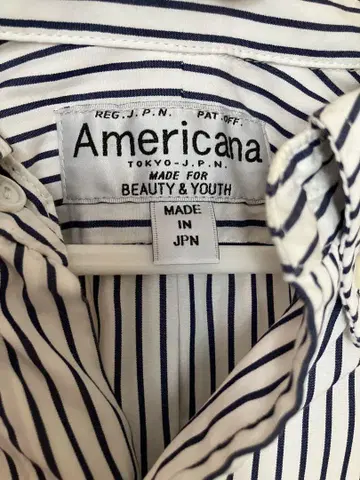 REG.J.P.N. PAT.OFF.
Americana
TOKYO-J.P.N.
MADE FOR
BEAUTY & YOUTH
MADE
IN
JPN